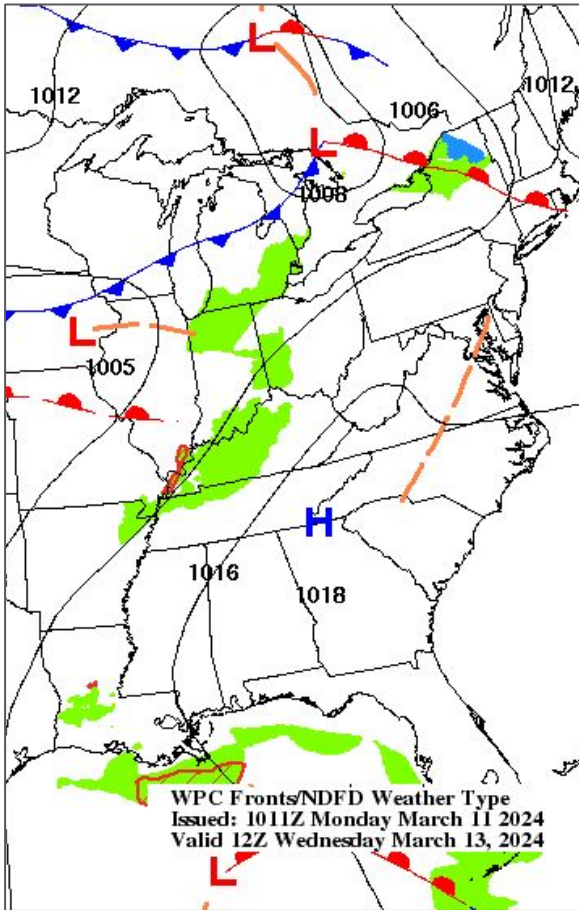 L
1012
1006
1012
L
1008
L
1005
H
1016
1018
WPC Fronts/NDFD Weather Type
Issued: 1011Z Monday March 11 2024
Valid 12Z Wednesday March 13, 2024
L